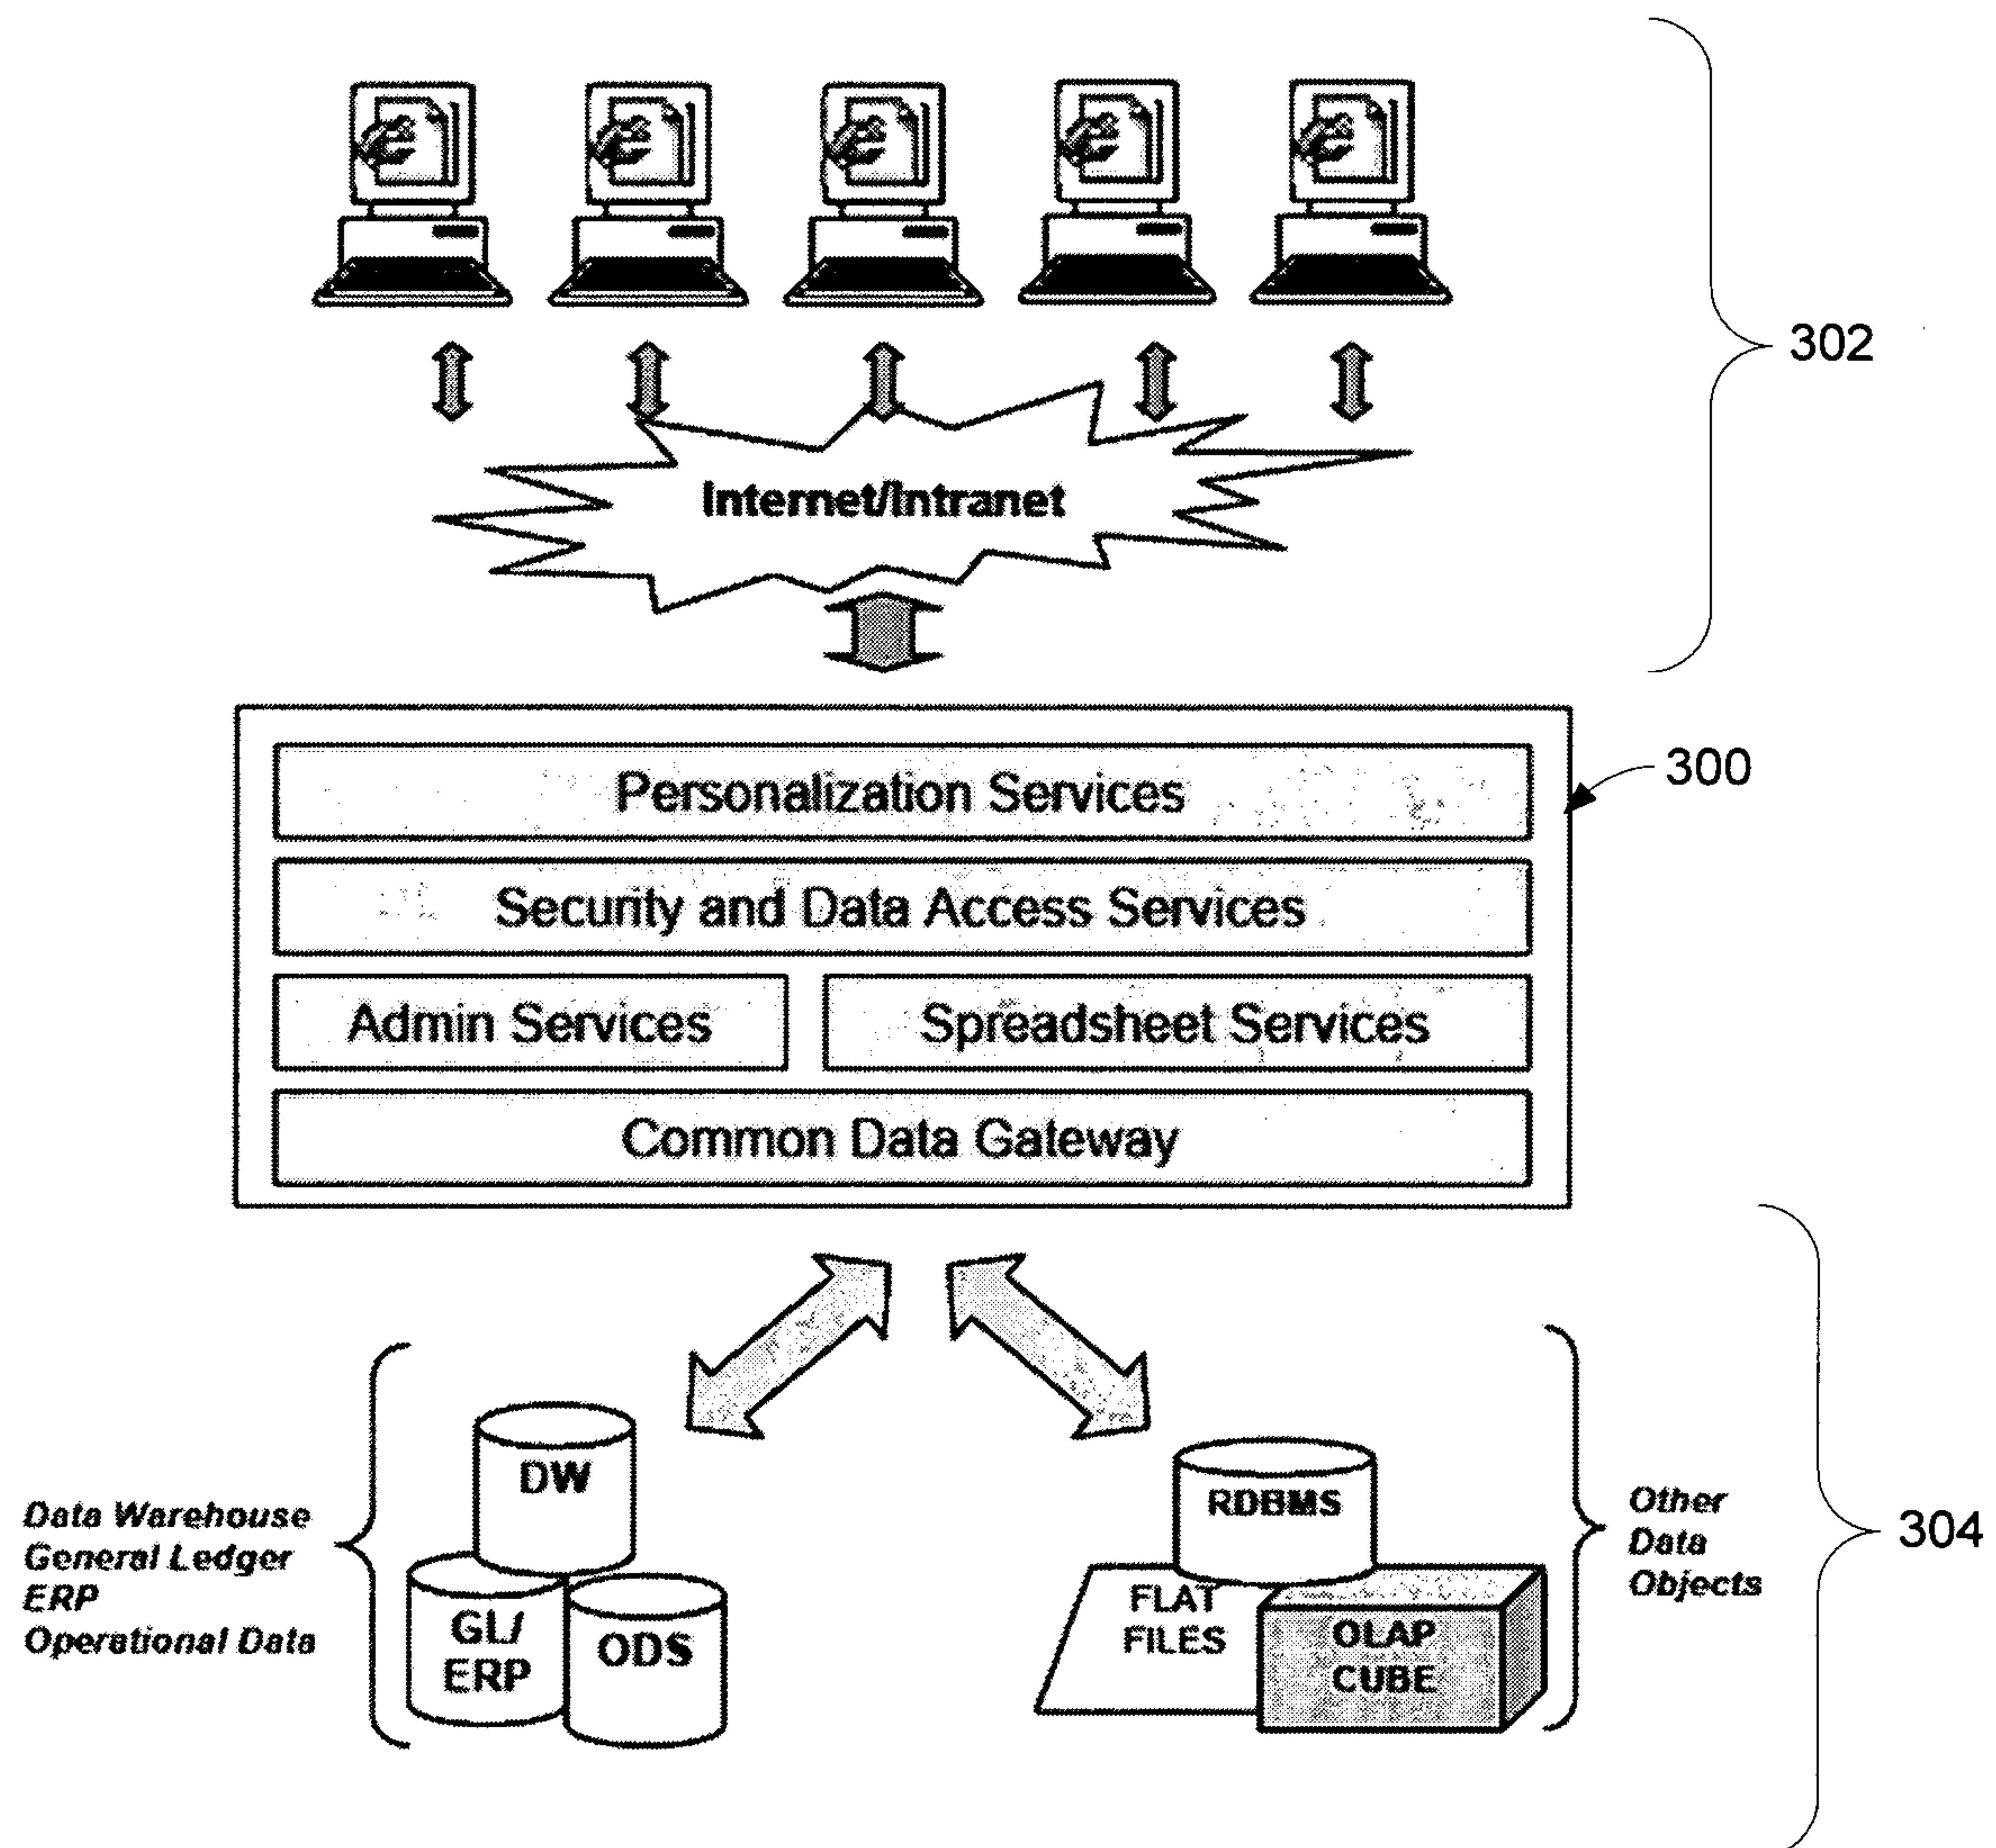 302
Internet/Intranet
300
Personalization Services
Security and Data Access Services
Admin Services
Spreadsheet Services
Common Data Gateway
Data Warehouse
General Ledger
ERP
Operational Data
DW
GL/
ERP
ODS
RDBMS
FLAT
FILES
OLAP
CUBE
Other
Data
Objects
304